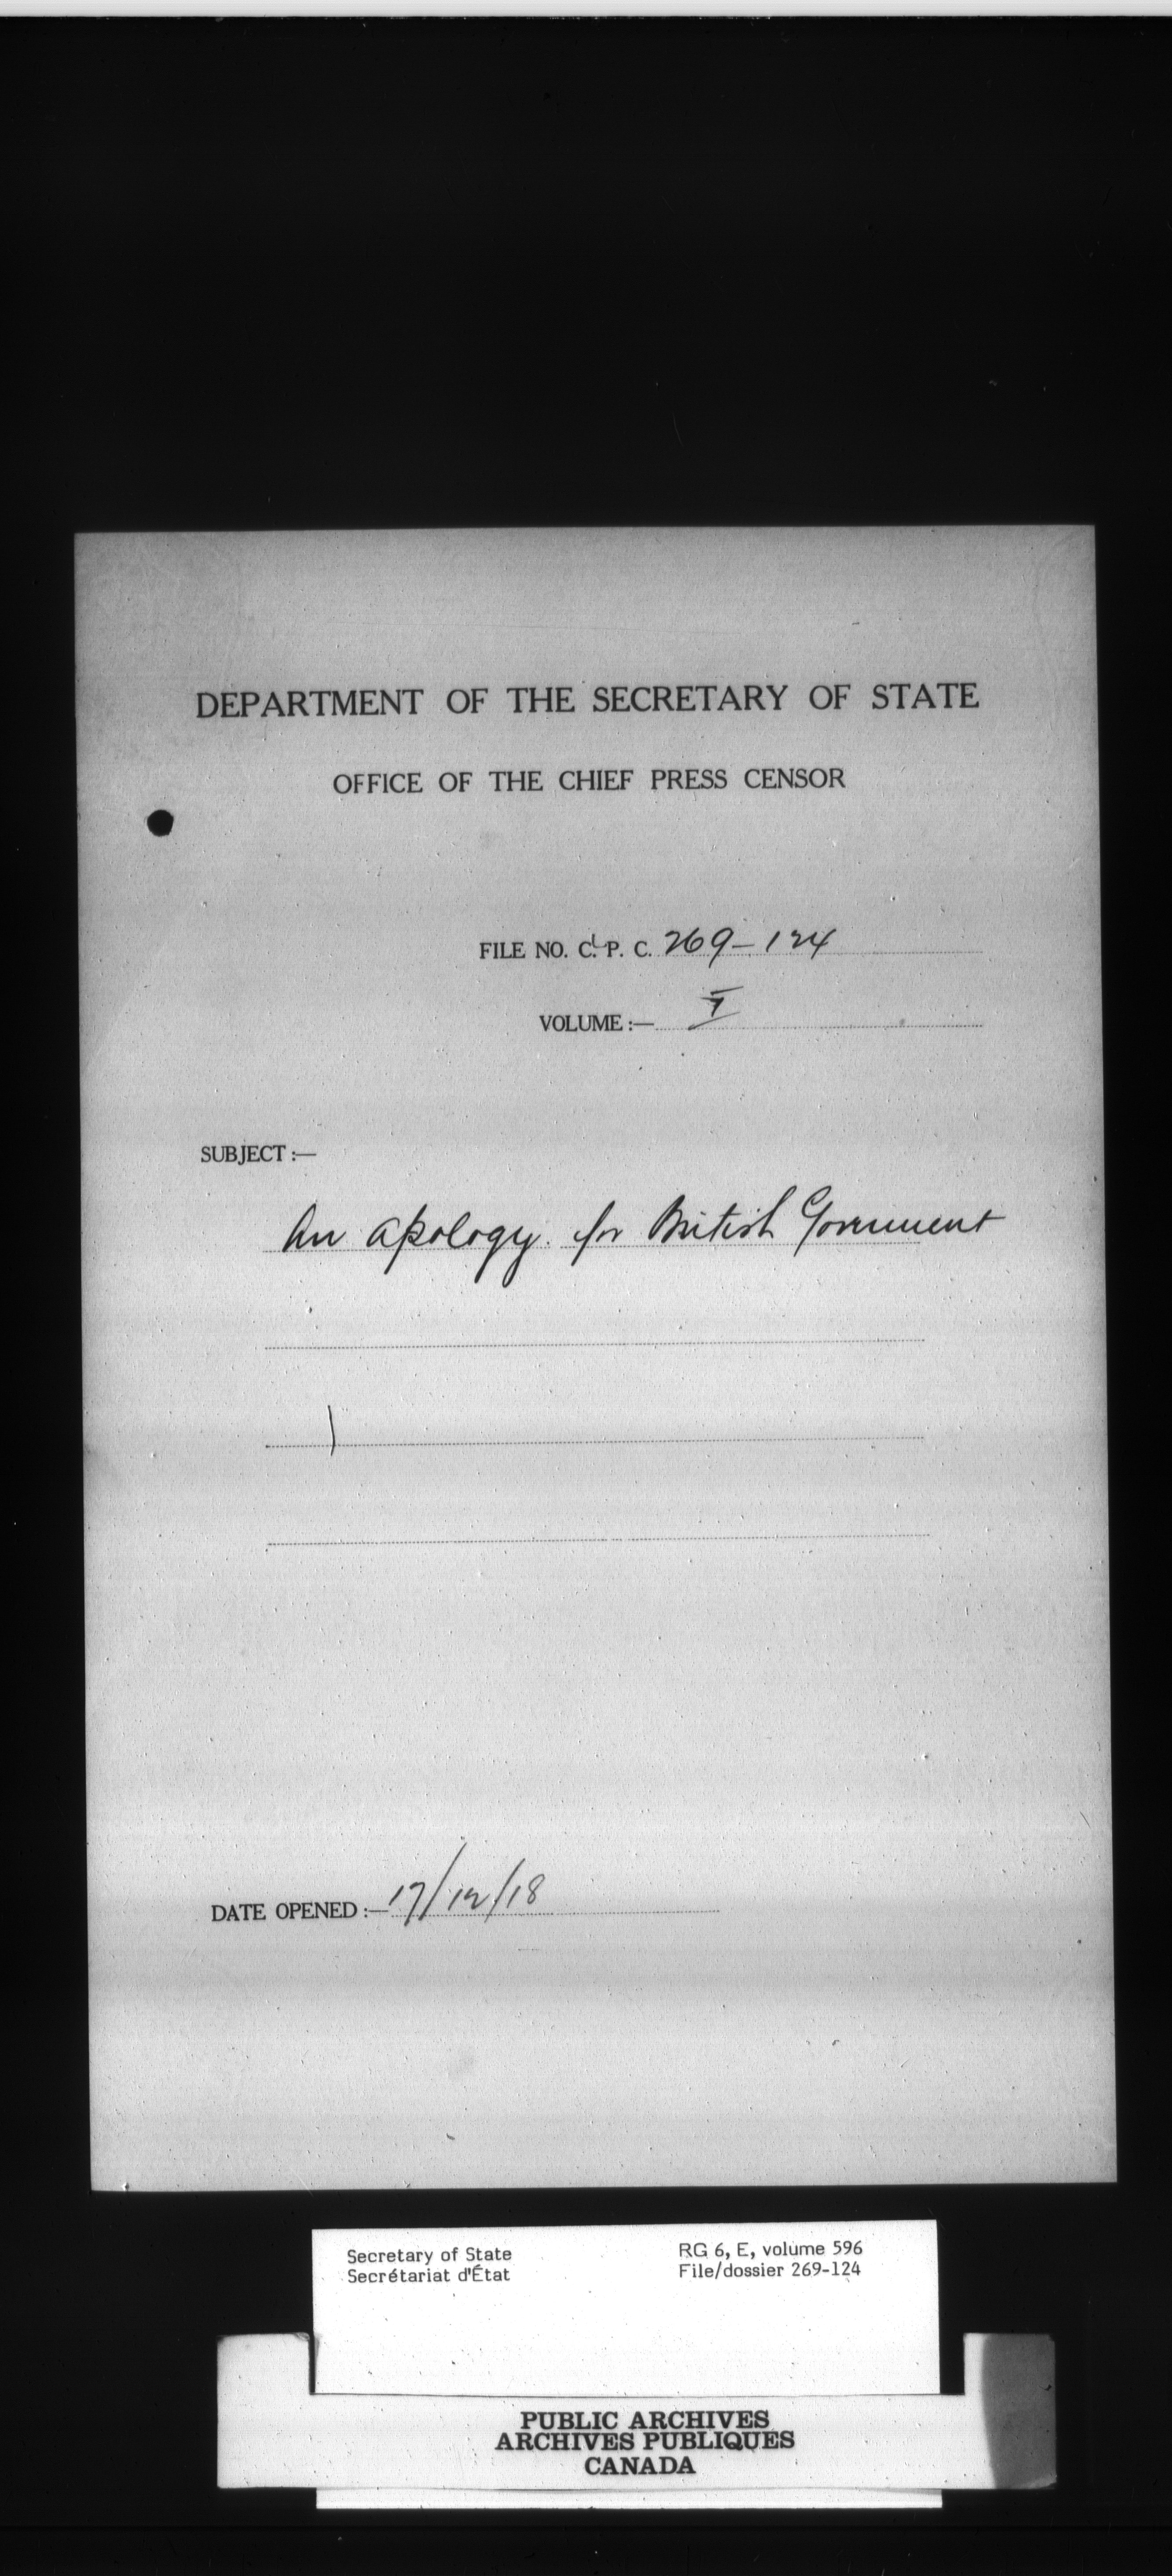 DEPARTMENT OF THE SECRETARY OF STATE
OFFICE OF THE CHIEF PRESS CENSOR
FILE NO. C. P. C. 269-124
VOLUME :— I
SUBJECT :—
An apology for British Government
DATE OPENED :— 17/12/18
Secretary of State RG 6, E, volume 596
Secrétariat d'État File/dossier 269-124
PUBLIC ARCHIVES
ARCHIVES PUBLIQUES
CANADA